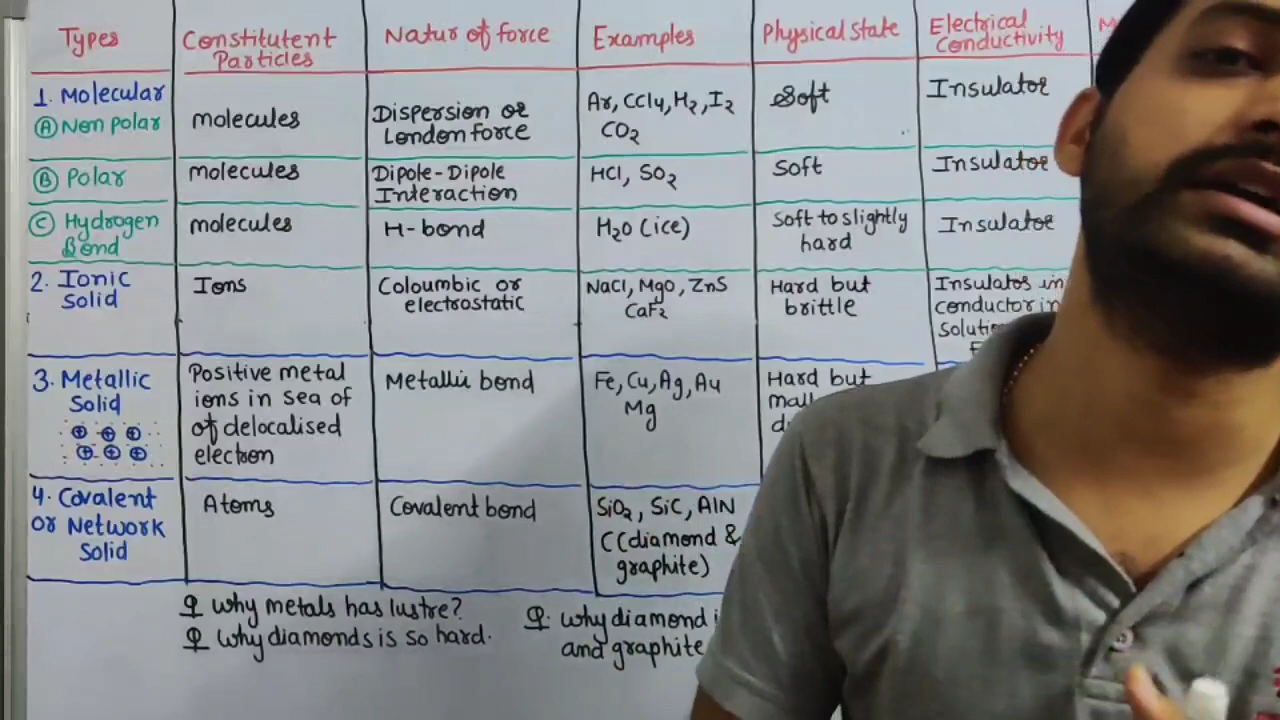 Types
Constitutent
Particles
Natur of force
Examples
Physical state
Electrical
Conductivity
M
1. Molecular
Ⓐ Non polar
molecules
Dispersion or
London force
Ar, CCl4, H2, I2
CO2
Soft
Insulator
Ⓑ Polar
molecules
Dipole-Dipole
Interaction
HCl, SO2
Soft
Insulator
Ⓒ Hydrogen
Bond
molecules
H-bond
H2O (ice)
Soft to slightly
hard
Insulator
2. Ionic
Solid
Ions
Coloumbic or
electrostatic
NaCl, MgO, ZnS
CaF2
Hard but
brittle
Insulator in
conductor in
3. Metallic
Solid
Positive metal
ions in sea of
of delocalised
electron
Metallic bond
Fe, Cu, Ag, Au
Mg
Hard but
4. Covalent
or Network
Solid
Atoms
Covalent bond
SiO2, SiC, AlN
C(diamond &
graphite)
Q why metals has lustre?
Q why diamonds is so hard.
Q. why diamond i
and graphite